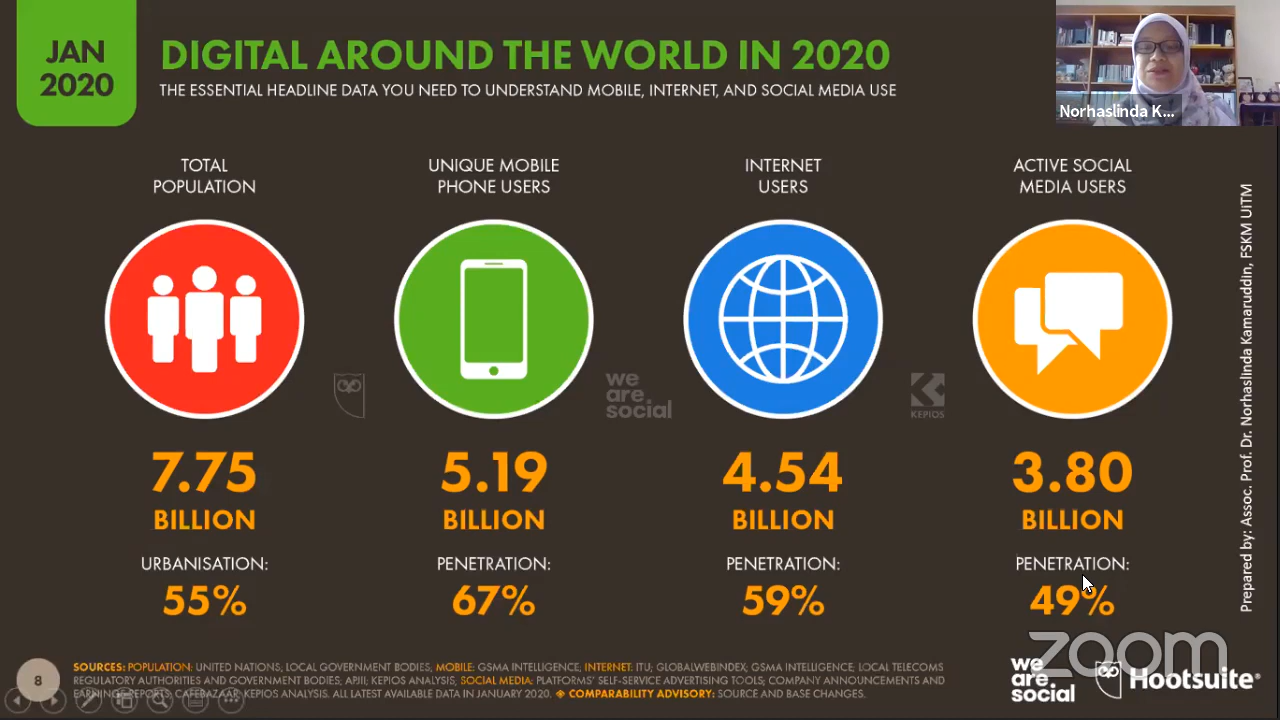 JAN
2020
DIGITAL AROUND THE WORLD IN 2020
THE ESSENTIAL HEADLINE DATA YOU NEED TO UNDERSTAND MOBILE, INTERNET, AND SOCIAL MEDIA USE
Norhaslinda K...
TOTAL
POPULATION
UNIQUE MOBILE
PHONE USERS
INTERNET
USERS
ACTIVE SOCIAL
MEDIA USERS
we
are
social
KEPIOS
7.75
BILLION
URBANISATION:
55%
5.19
BILLION
PENETRATION:
67%
4.54
BILLION
PENETRATION:
59%
3.80
BILLION
PENETRATION:
49%
Prepared by: Assoc. Prof. Dr. Norhaslinda Kamaruddin, FSKM UiTM
8
SOURCES: POPULATION: UNITED NATIONS, LOCAL GOVERNMENT BODIES, MOBILE: GSMA INTELLIGENCE, INTERNET: ITU; GLOBALWEBINDEX; GSMA INTELLIGENCE; LOCAL TELECOMS
REGULATORY AUTHORITIES AND GOVERNMENT BODIES, APJII; KEPIOS ANALYSIS, SOCIAL MEDIA: PLATFORMS' SELF-SERVICE ADVERTISING TOOLS; COMPANY ANNOUNCEMENTS AND
EARNINGS REPORTS; CAFEBAZAAR; KEPIOS ANALYSIS. ALL LATEST AVAILABLE DATA IN JANUARY 2020. ❖ COMPARABILITY ADVISORY: SOURCE AND BASE CHANGES.
zoom
we
are
social
Hootsuite®